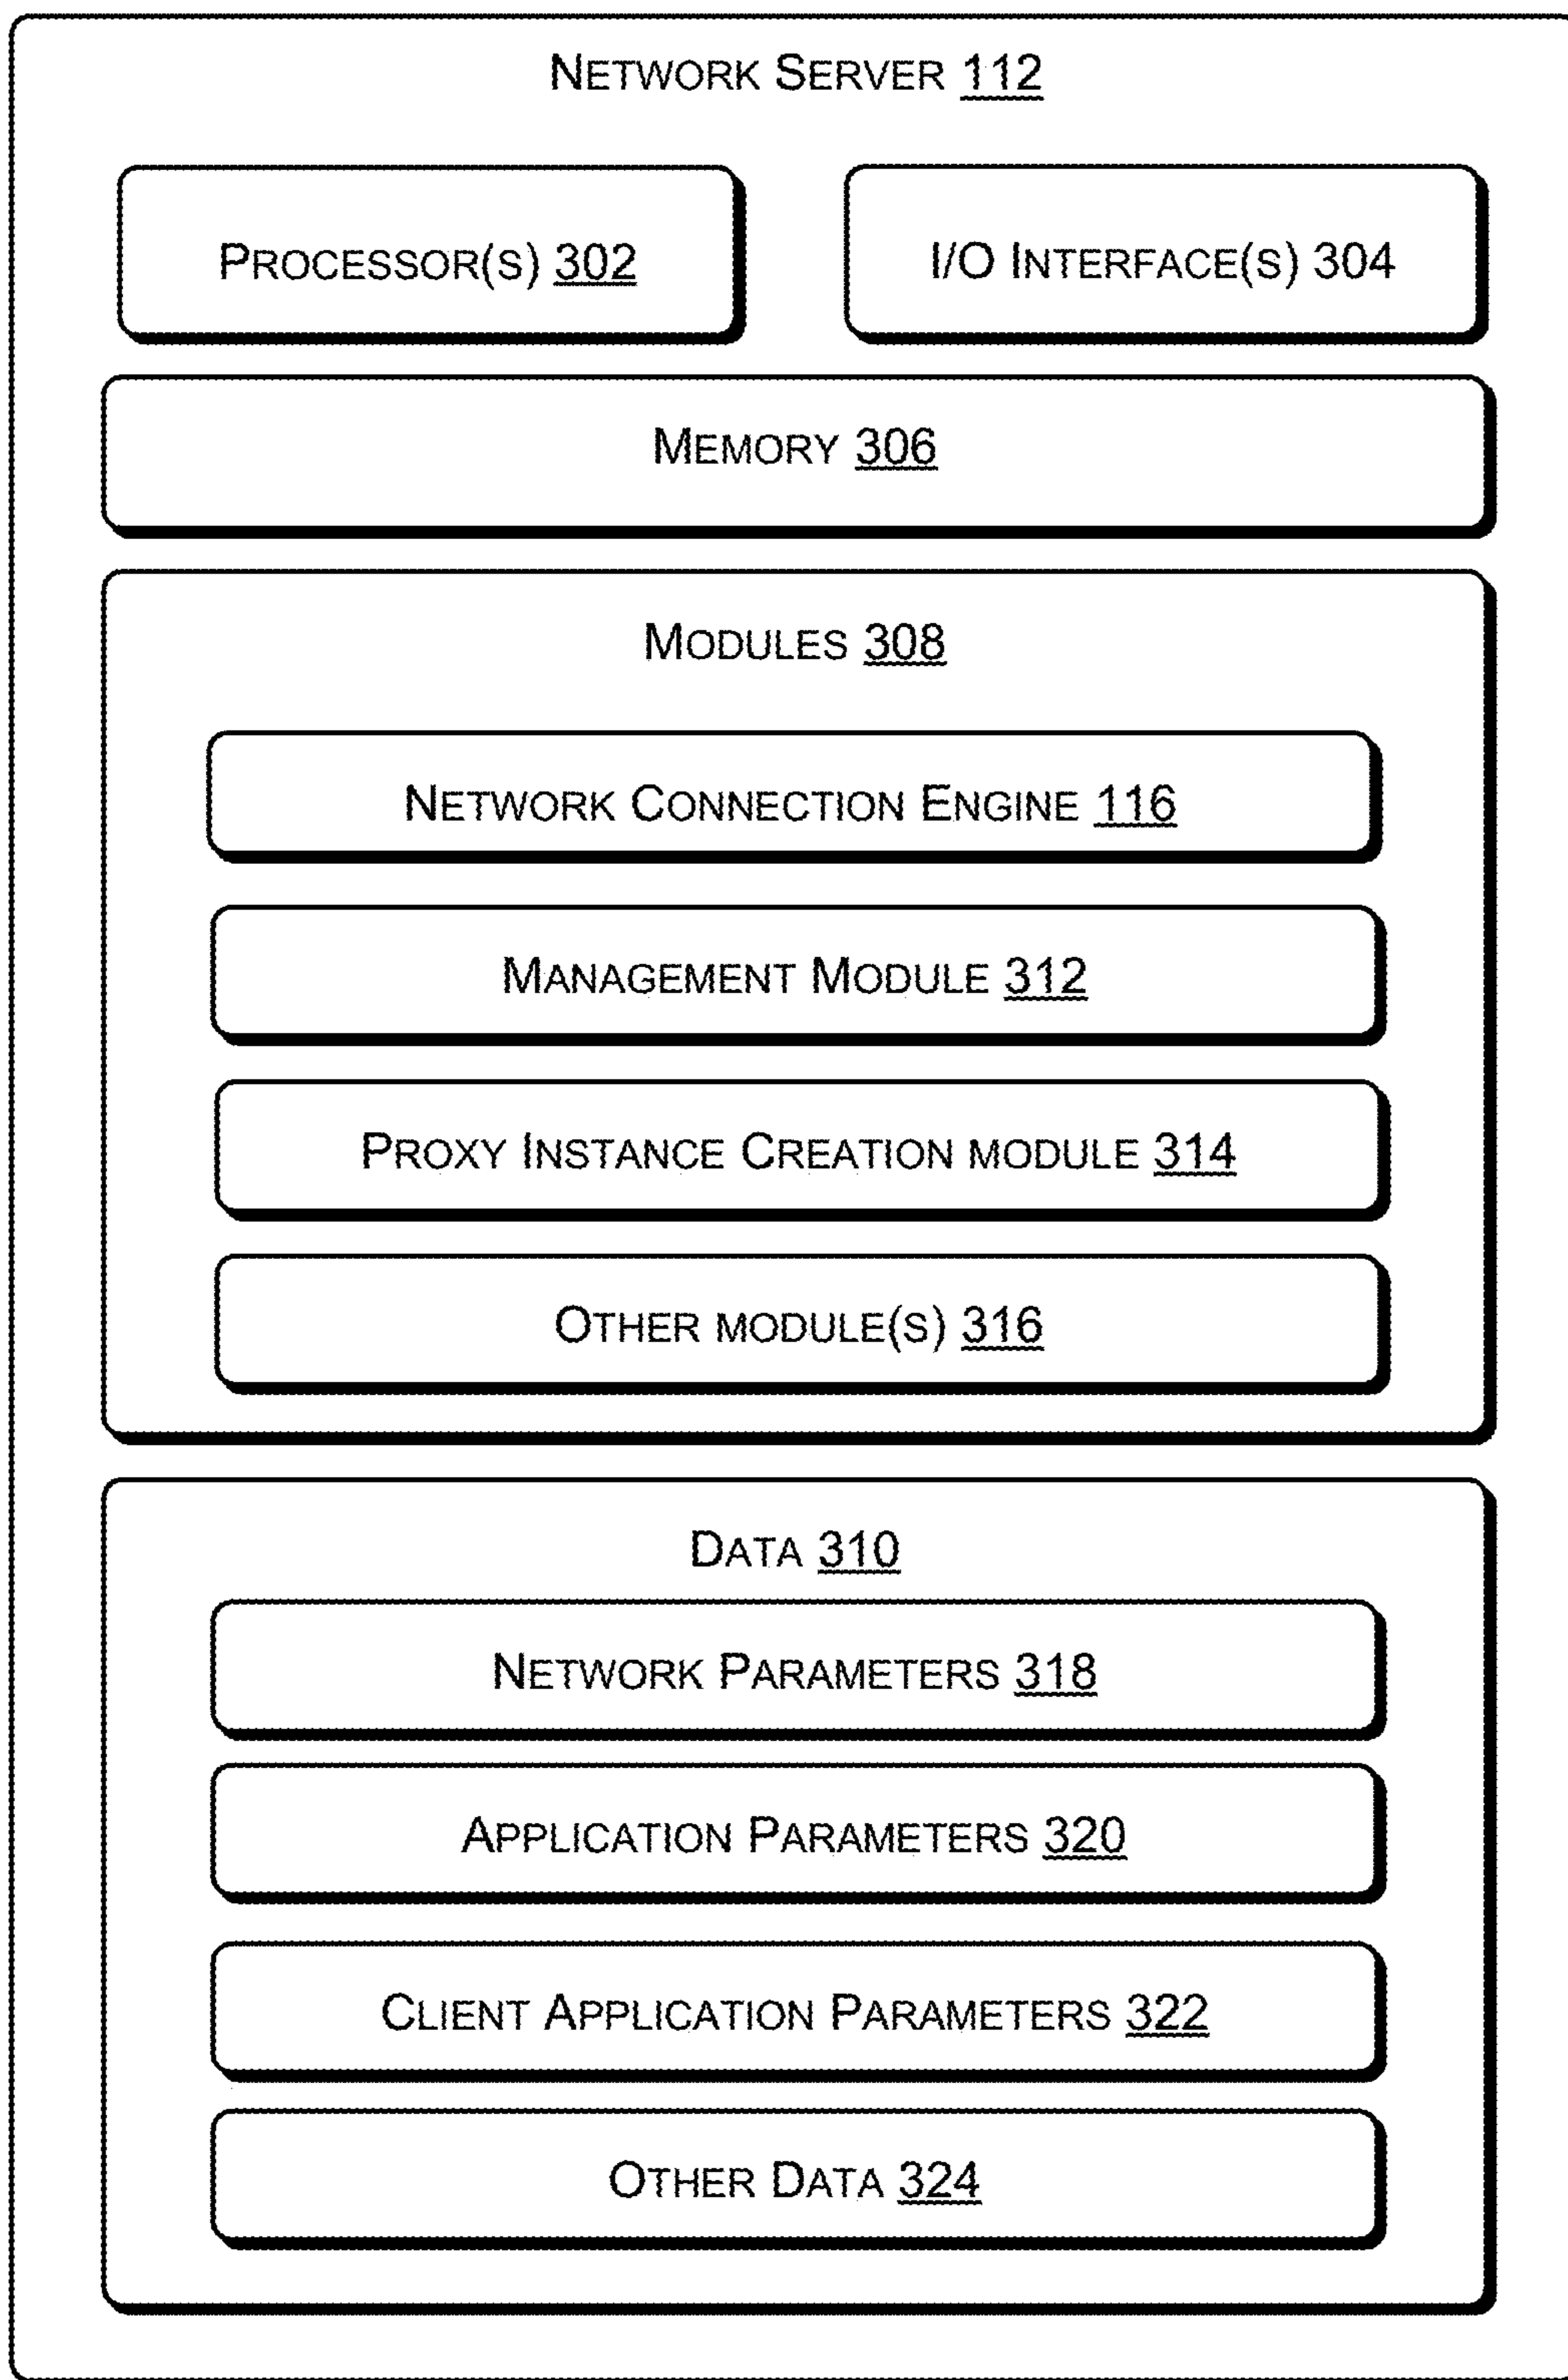 NETWORK SERVER 112
PROCESSOR(S) 302
I/O INTERFACE(S) 304
MEMORY 306
MODULES 308
NETWORK CONNECTION ENGINE 116
MANAGEMENT MODULE 312
PROXY INSTANCE CREATION MODULE 314
OTHER MODULE(S) 316
DATA 310
NETWORK PARAMETERS 318
APPLICATION PARAMETERS 320
CLIENT APPLICATION PARAMETERS 322
OTHER DATA 324